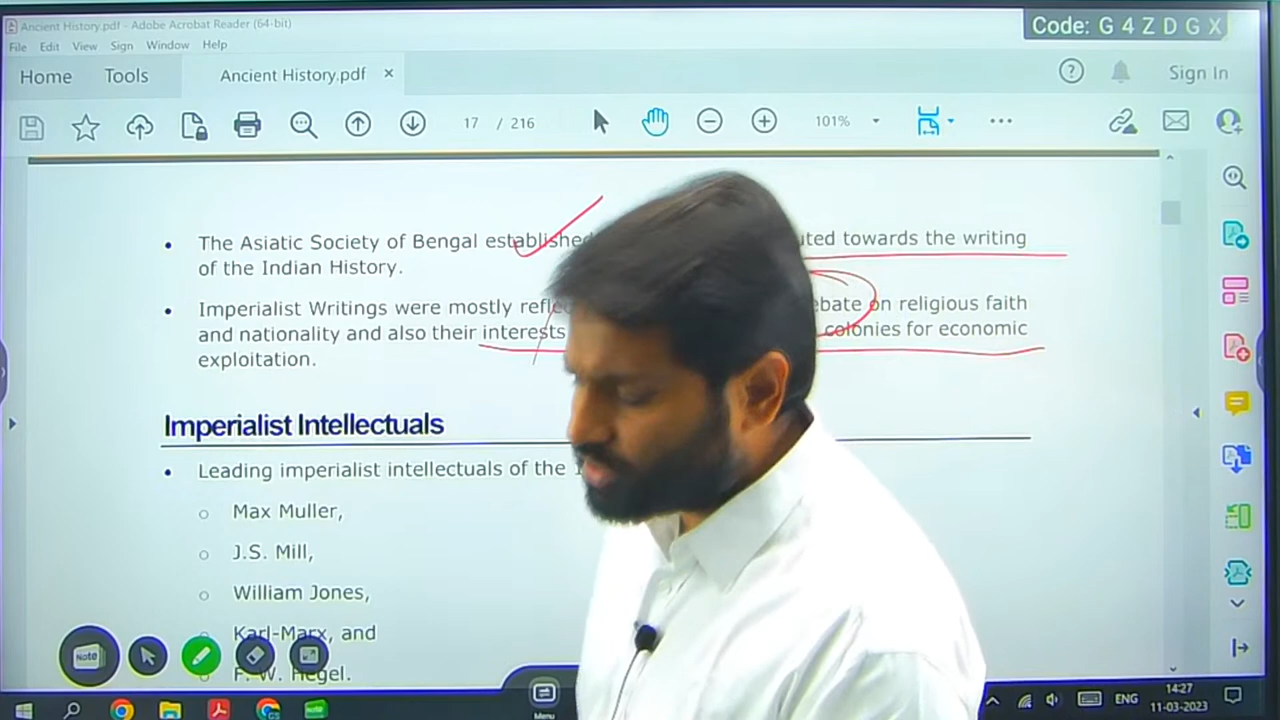 Ancient History.pdf - Adobe Acrobat Reader (64-bit)
Code: G 4 Z D G X
File Edit View Sign Window Help
Home Tools Ancient History.pdf × Sign In
17 / 216 101%
The Asiatic Society of Bengal established towards the writing
of the Indian History.
Imperialist Writings were mostly on religious faith
and nationality and also their interests colonies for economic
exploitation.
Imperialist Intellectuals
Leading imperialist intellectuals of the
Max Muller,
J.S. Mill,
William Jones,
Karl-Marx, and
F. W. Hegel.
Note
Menu
ENG
14:27
11-03-2023